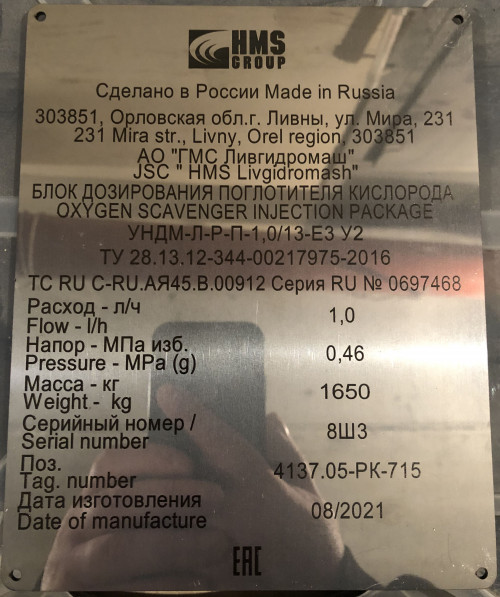 HMS
GROUP
Сделано в России Made in Russia
303851, Орловская обл.г. Ливны, ул. Мира, 231
231 Mira str., Livny, Orel region, 303851
АО "ГМС Ливгидромаш"
JSC " HMS Livgidromash"
БЛОК ДОЗИРОВАНИЯ ПОГЛОТИТЕЛЯ КИСЛОРОДА
OXYGEN SCAVENGER INJECTION PACKAGE
УНДМ-Л-Р-П-1,0/13-Е3 У2
ТУ 28.13.12-344-00217975-2016
ТС RU С-RU.АЯ45.В.00912 Серия RU № 0697468
Расход - л/ч
Flow - l/h 1,0
Напор - МПа изб.
Pressure - MPa (g) 0,46
Масса - кг
Weight - kg 1650
Серийный номер /
Serial number 8Ш3
Поз.
Tag. number 4137.05-РК-715
Дата изготовления
Date of manufacture 08/2021
EAC